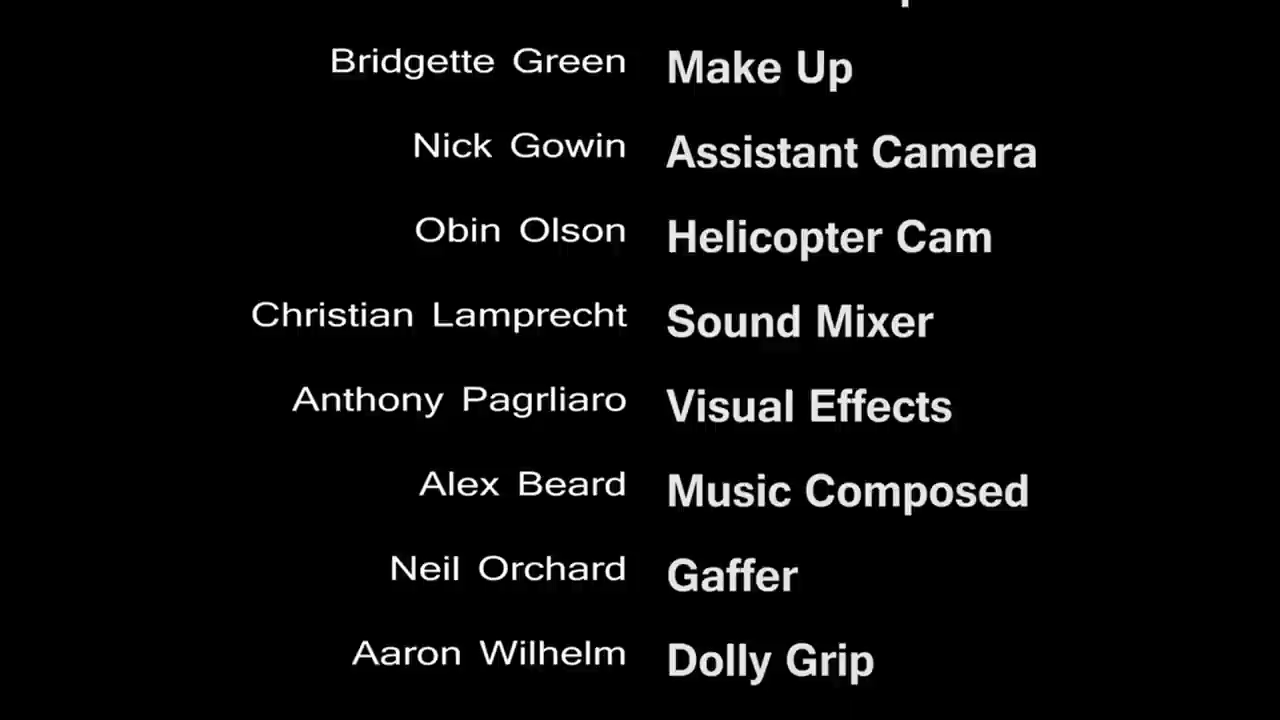 Bridgette Green Make Up
Nick Gowin Assistant Camera
Obin Olson Helicopter Cam
Christian Lamprecht Sound Mixer
Anthony Pagrliaro Visual Effects
Alex Beard Music Composed
Neil Orchard Gaffer
Aaron Wilhelm Dolly Grip